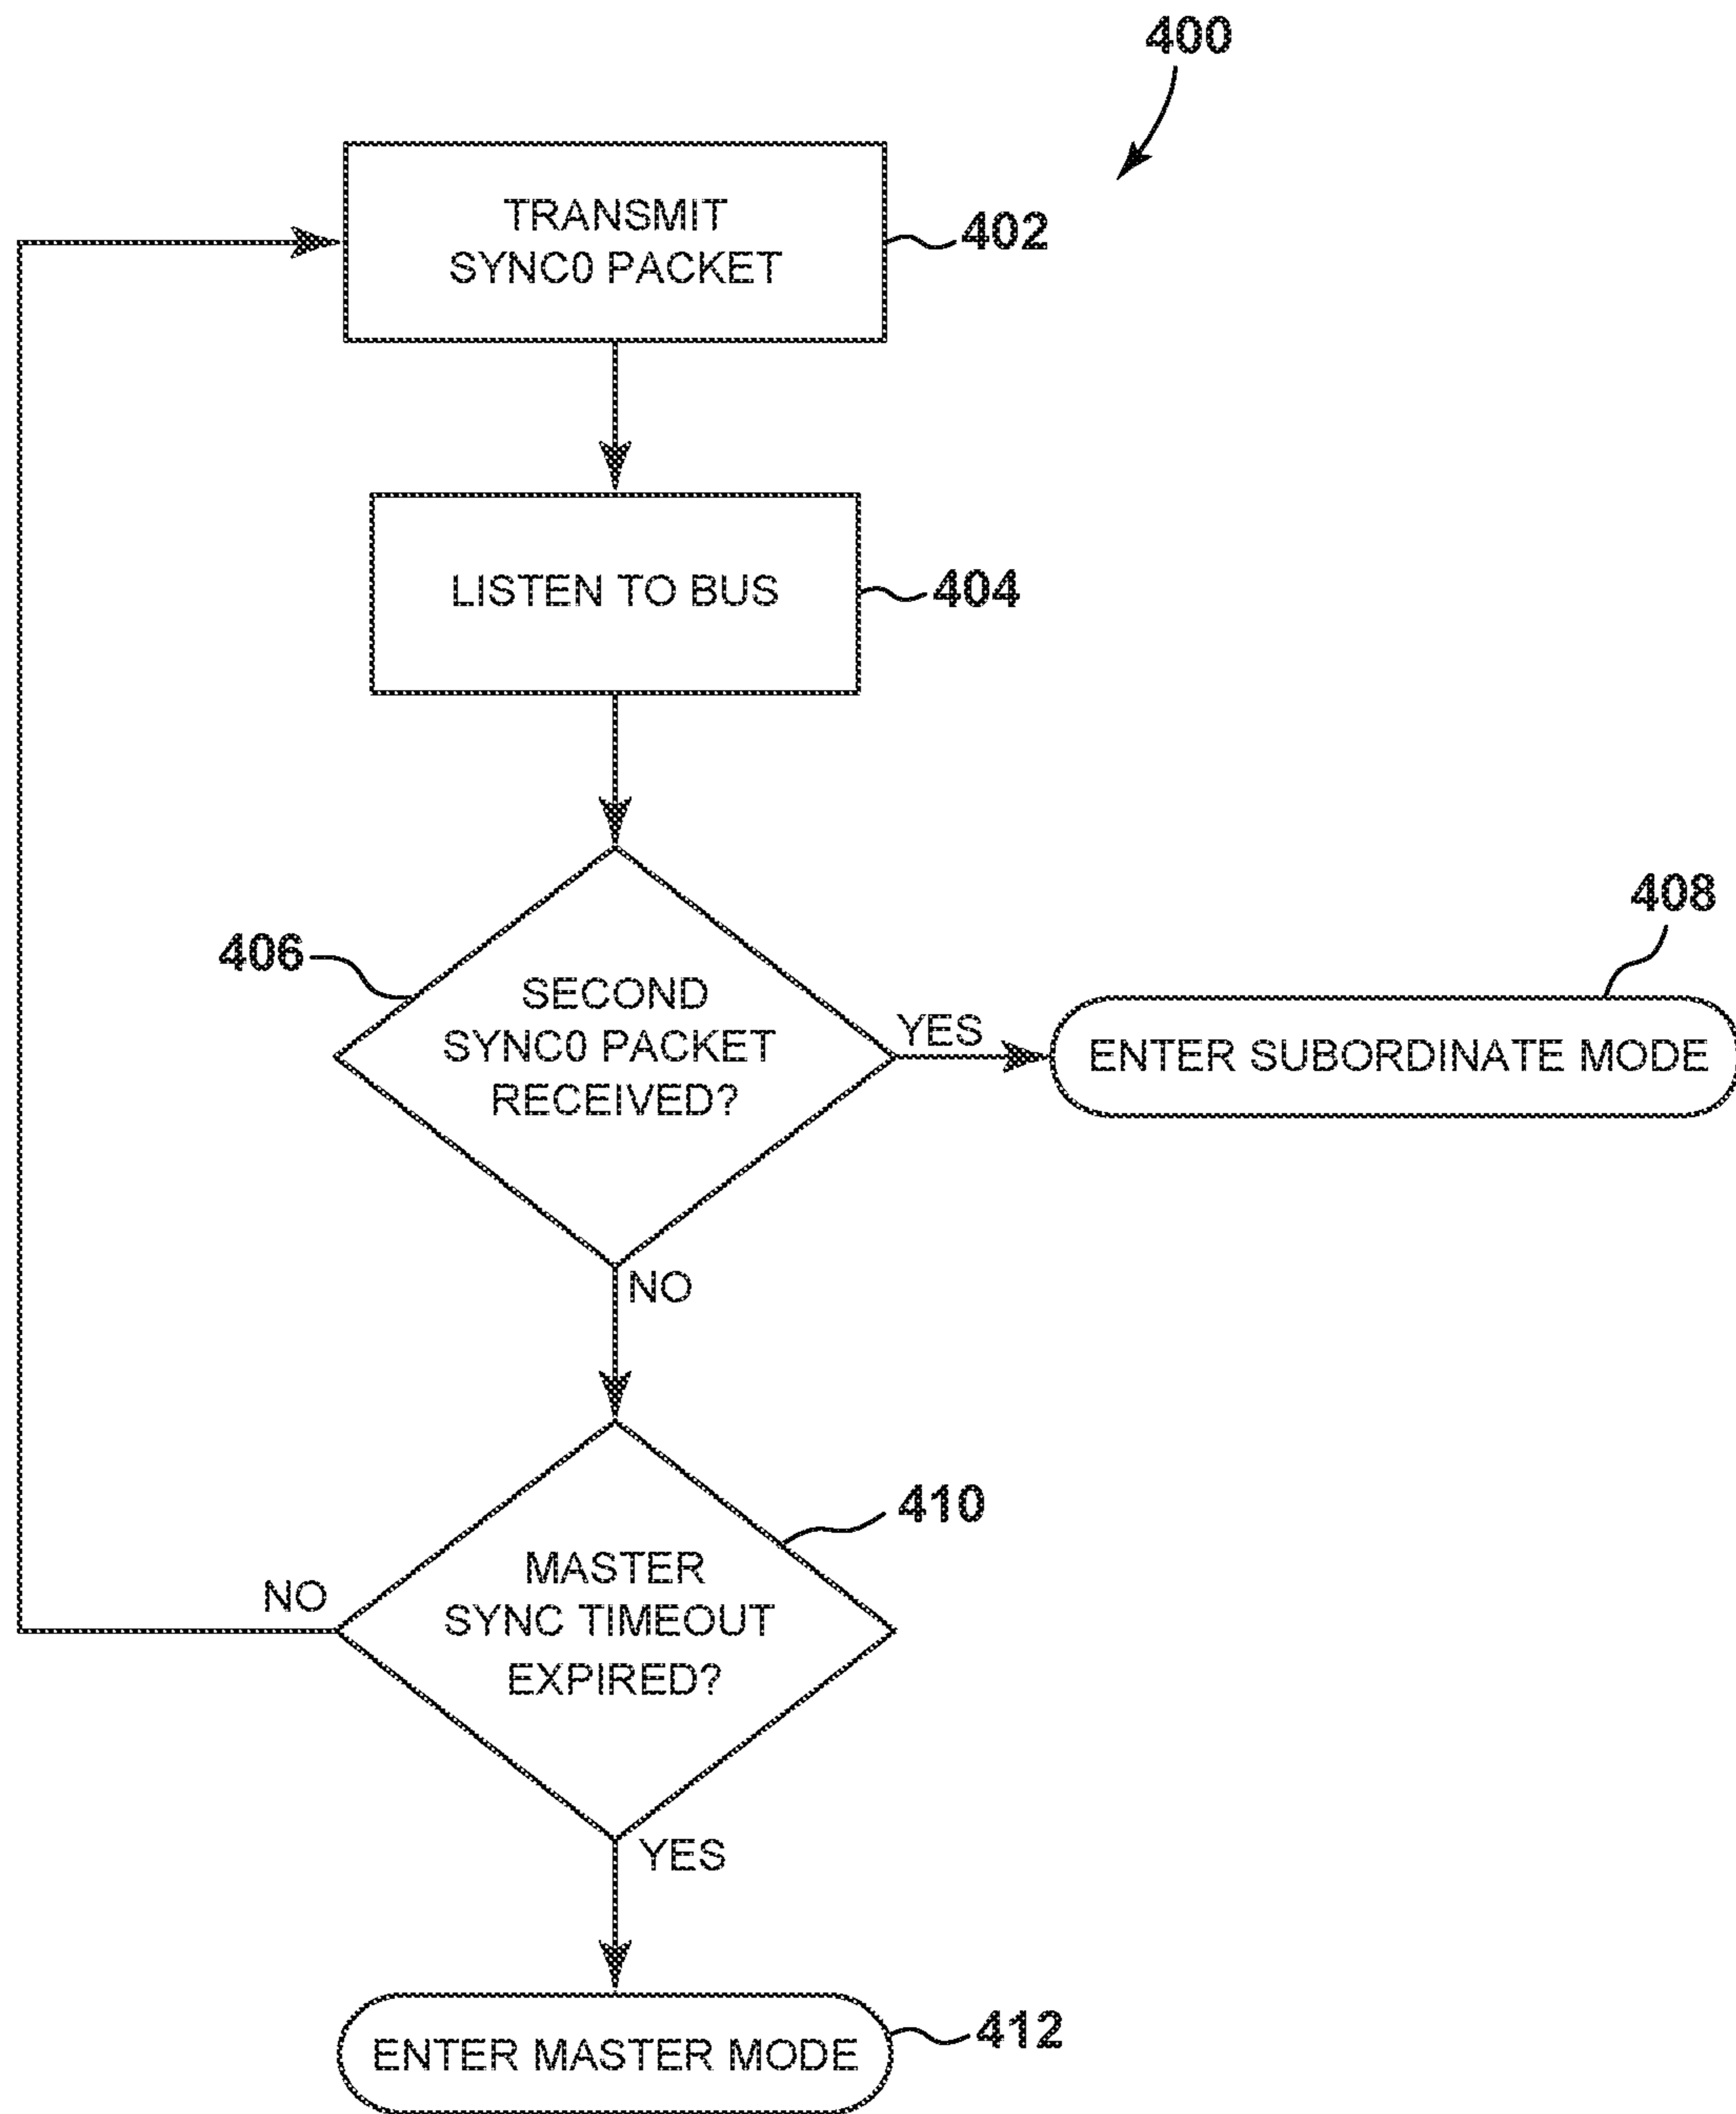 400
TRANSMIT
SYNC0 PACKET
402
LISTEN TO BUS
404
406
SECOND
SYNC0 PACKET
RECEIVED?
YES
408
ENTER SUBORDINATE MODE
NO
410
MASTER
SYNC TIMEOUT
EXPIRED?
NO
YES
ENTER MASTER MODE
412